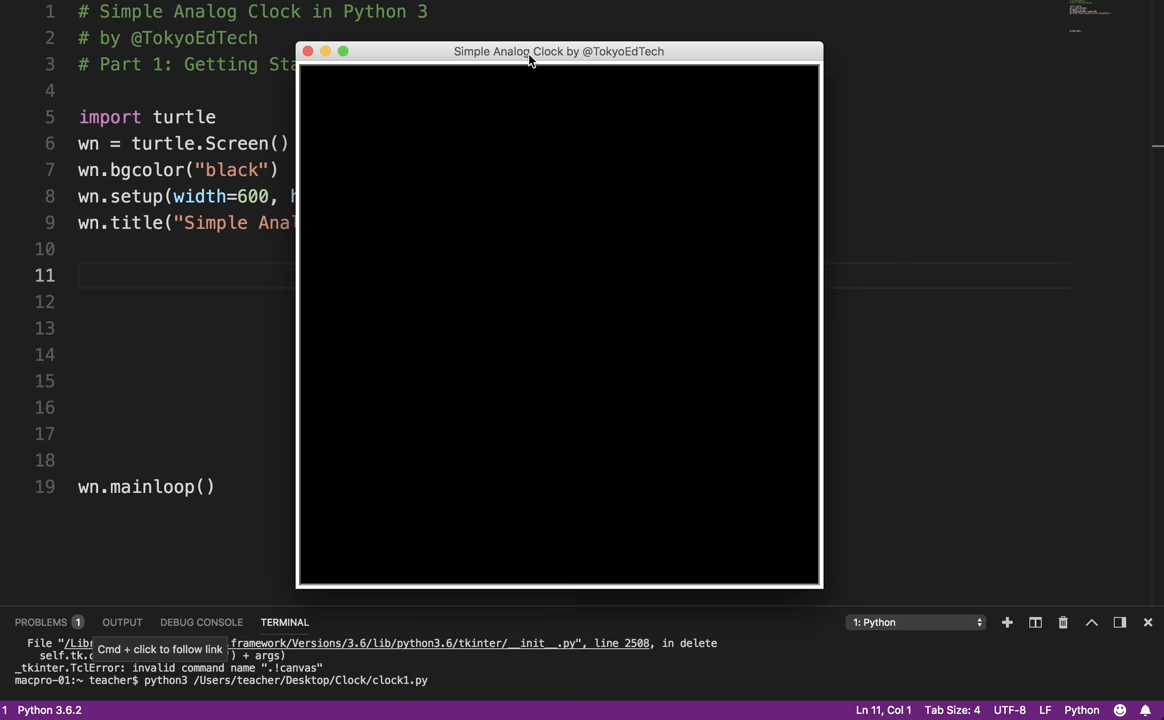 1 # Simple Analog Clock in Python 3
2 # by @TokyoEdTech
3 # Part 1: Getting Sta
Simple Analog Clock by @TokyoEdTech
4
5 import turtle
6 wn = turtle.Screen()
7 wn.bgcolor("black")
8 wn.setup(width=600, h
9 wn.title("Simple Anal
10
11
12
13
14
15
16
17
18
19 wn.mainloop()
PROBLEMS 1 OUTPUT DEBUG CONSOLE TERMINAL 1: Python
File "/Libr framework/Versions/3.6/lib/python3.6/tkinter/__init__.py", line 2508, in delete
Cmd + click to follow link
self.tk.c ') + args)
_tkinter.TclError: invalid command name ".!canvas"
macpro-01:~ teacher$ python3 /Users/teacher/Desktop/Clock/clock1.py
1 Python 3.6.2 Ln 11, Col 1 Tab Size: 4 UTF-8 LF Python